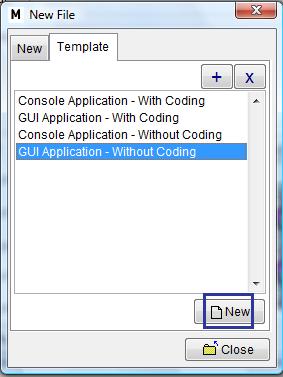 M New File
New Template
+ x
Console Application - With Coding
GUI Application - With Coding
Console Application - Without Coding
GUI Application - Without Coding
New
Close